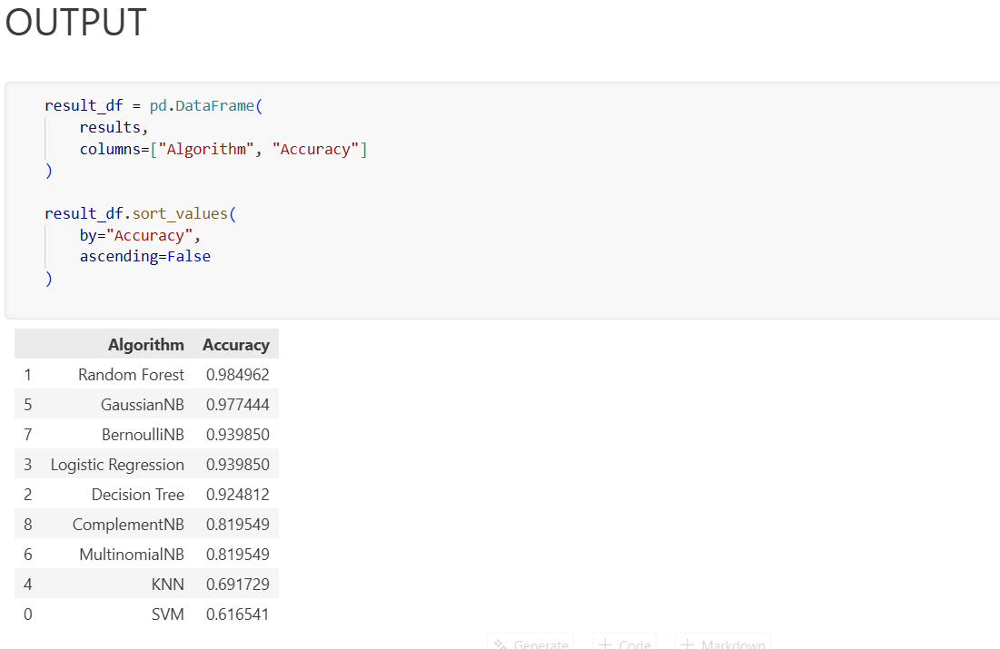 OUTPUT
result_df = pd.DataFrame(
results,
columns=["Algorithm", "Accuracy"]
)
result_df.sort_values(
by="Accuracy",
ascending=False
)
Algorithm Accuracy
1 Random Forest 0.984962
5 GaussianNB 0.977444
7 BernoulliNB 0.939850
3 Logistic Regression 0.939850
2 Decision Tree 0.924812
8 ComplementNB 0.819549
6 MultinomialNB 0.819549
4 KNN 0.691729
0 SVM 0.616541
Generate + Code + Markdown